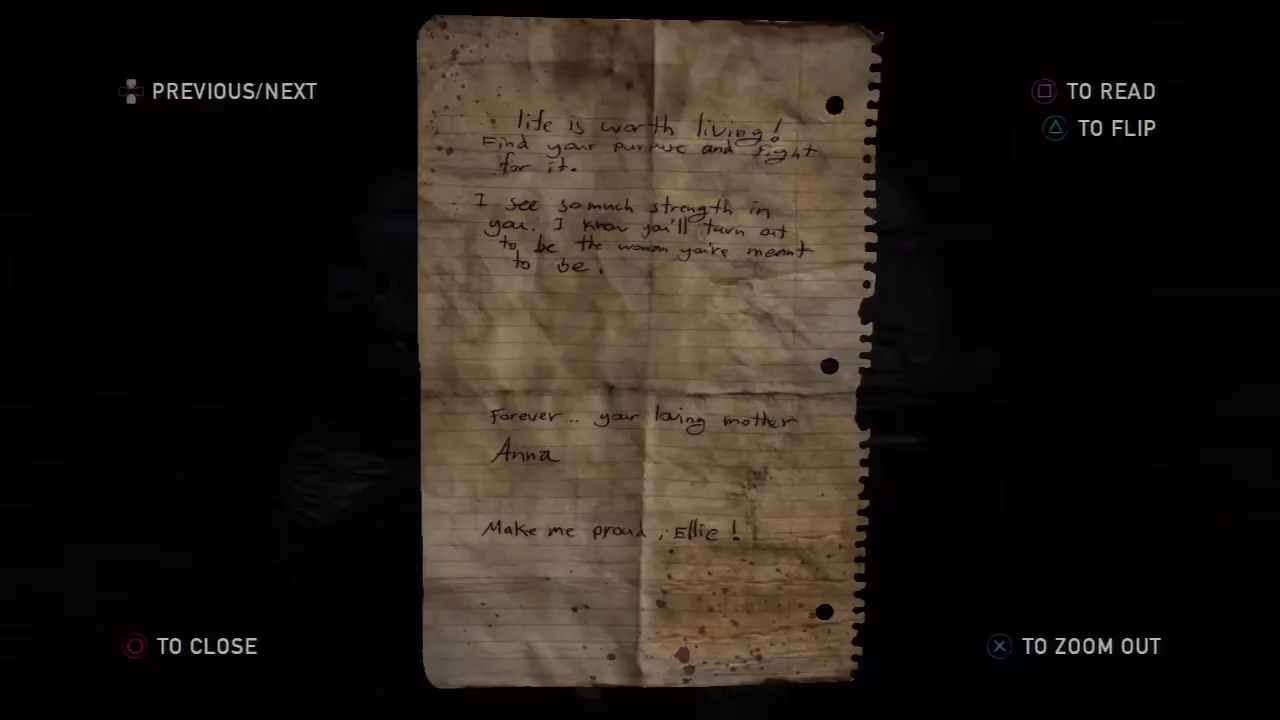 PREVIOUS/NEXT
TO READ
TO FLIP
life is worth living!
Find your purpose and fight
for it.
I see so much strength in
you. I know you'll turn out
to be the woman you're meant
to be.
Forever... your loving mother
Anna
Make me proud, Ellie!
TO CLOSE
TO ZOOM OUT